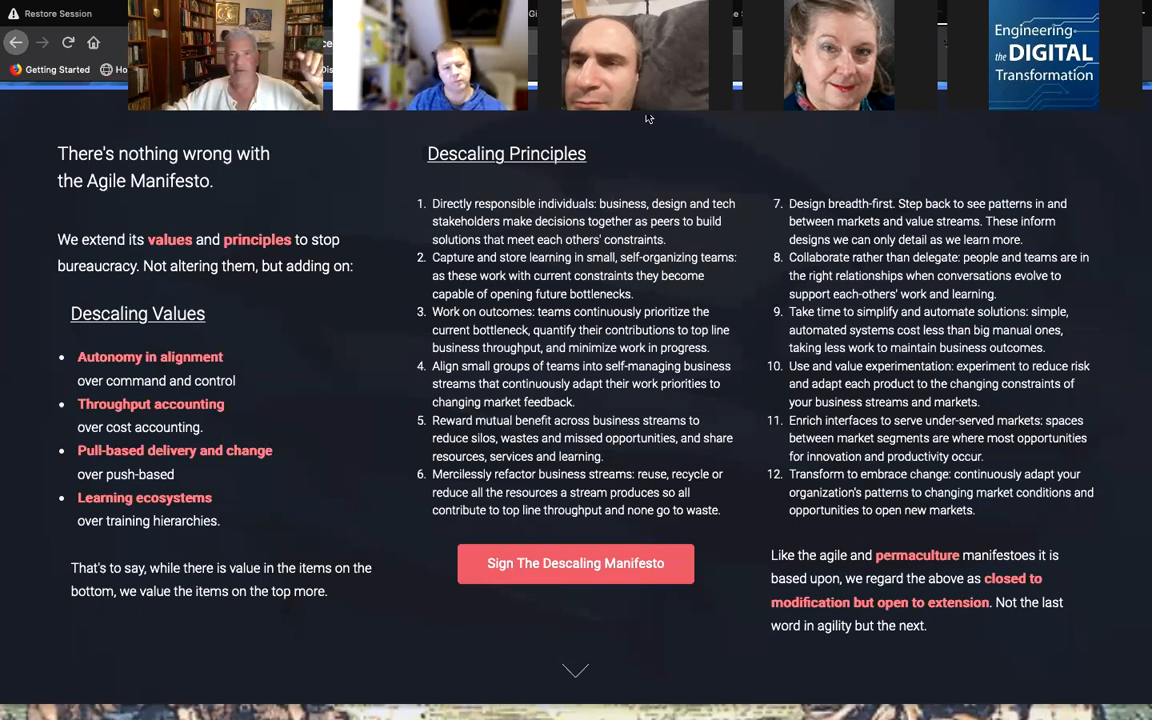 Restore Session
Getting Started
Ho
Engineering
the DIGITAL
Transformation
There's nothing wrong with
the Agile Manifesto.
We extend its values and principles to stop
bureaucracy. Not altering them, but adding on:
Descaling Values
Autonomy in alignment
over command and control
Throughput accounting
over cost accounting.
Pull-based delivery and change
over push-based
Learning ecosystems
over training hierarchies.
That's to say, while there is value in the items on the
bottom, we value the items on the top more.
Descaling Principles
1. Directly responsible individuals: business, design and tech
stakeholders make decisions together as peers to build
solutions that meet each others' constraints.
2. Capture and store learning in small, self-organizing teams:
as these work with current constraints they become
capable of opening future bottlenecks.
3. Work on outcomes: teams continuously prioritize the
current bottleneck, quantify their contributions to top line
business throughput, and minimize work in progress.
4. Align small groups of teams into self-managing business
streams that continuously adapt their work priorities to
changing market feedback.
5. Reward mutual benefit across business streams to
reduce silos, wastes and missed opportunities, and share
resources, services and learning.
6. Mercilessly refactor business streams: reuse, recycle or
reduce all the resources a stream produces so all
contribute to top line throughput and none go to waste.
Sign The Descaling Manifesto
7. Design breadth-first. Step back to see patterns in and
between markets and value streams. These inform
designs we can only detail as we learn more.
8. Collaborate rather than delegate: people and teams are in
the right relationships when conversations evolve to
support each-others' work and learning.
9. Take time to simplify and automate solutions: simple,
automated systems cost less than big manual ones,
taking less work to maintain business outcomes.
10. Use and value experimentation: experiment to reduce risk
and adapt each product to the changing constraints of
your business streams and markets.
11. Enrich interfaces to serve under-served markets: spaces
between market segments are where most opportunities
for innovation and productivity occur.
12. Transform to embrace change: continuously adapt your
organization's patterns to changing market conditions and
opportunities to open new markets.
Like the agile and permaculture manifestoes it is
based upon, we regard the above as closed to
modification but open to extension. Not the last
word in agility but the next.